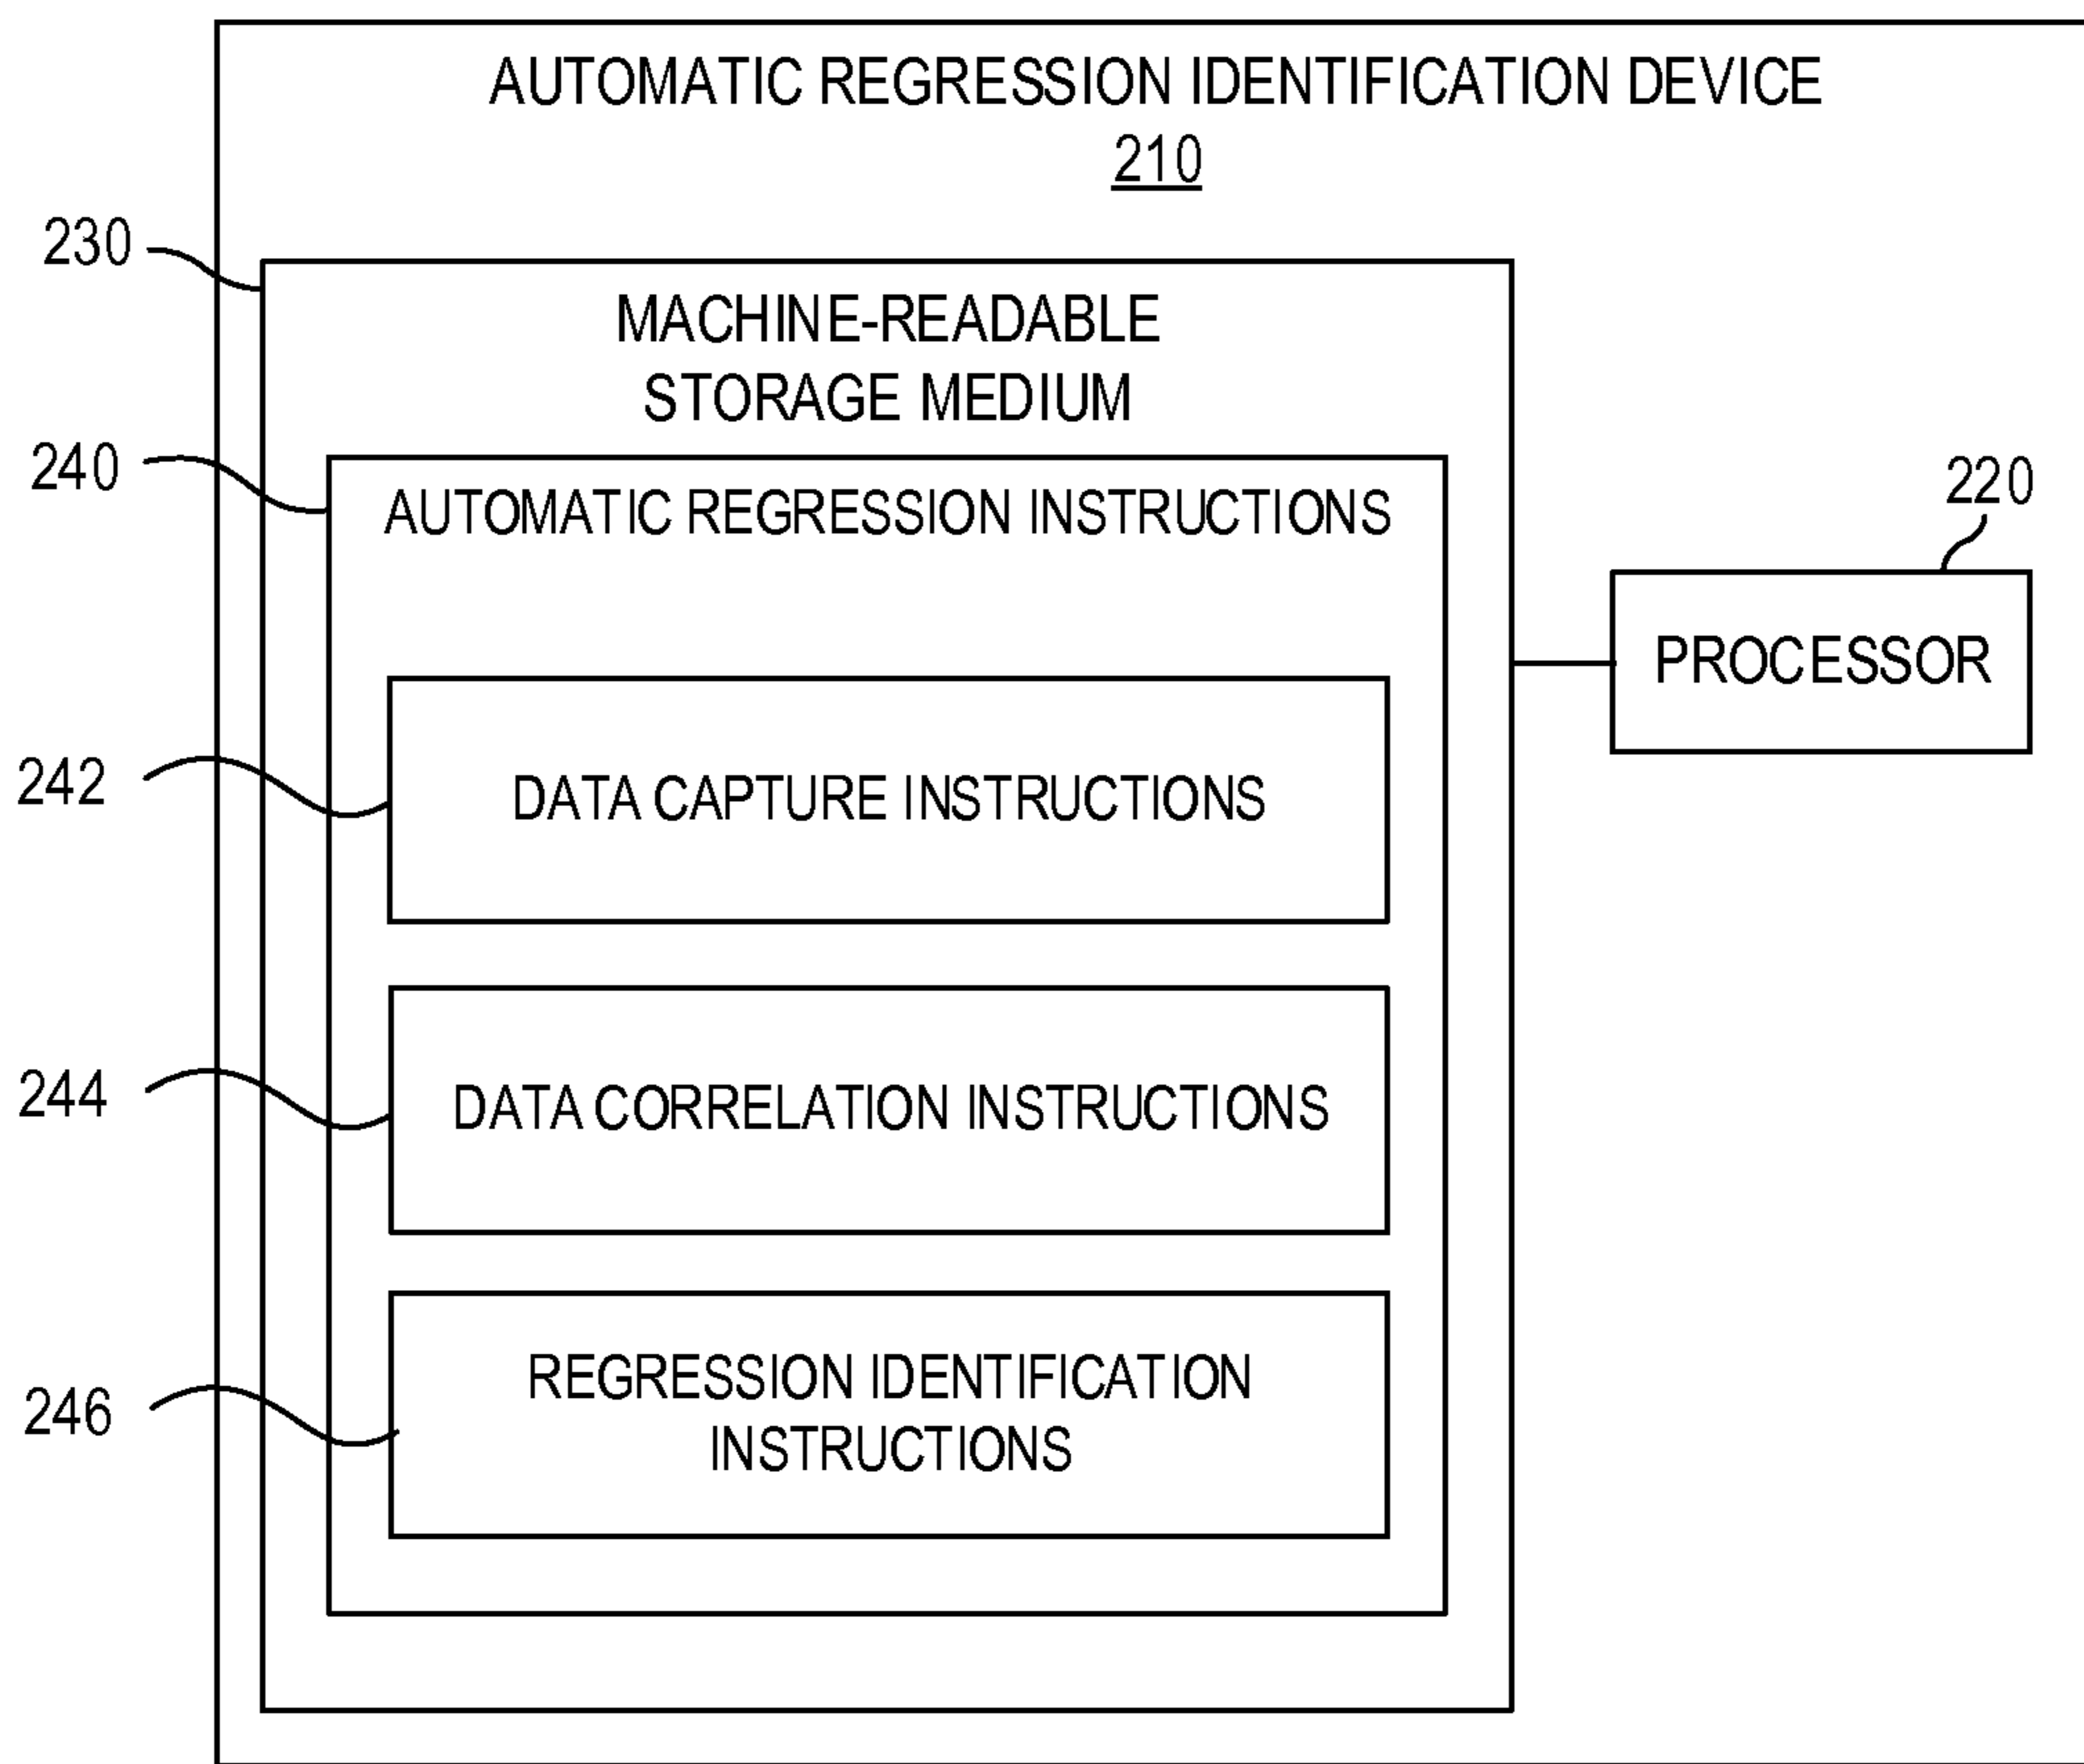 AUTOMATIC REGRESSION IDENTIFICATION DEVICE
210
230
MACHINE-READABLE
STORAGE MEDIUM
240
AUTOMATIC REGRESSION INSTRUCTIONS
220
PROCESSOR
242
DATA CAPTURE INSTRUCTIONS
244
DATA CORRELATION INSTRUCTIONS
246
REGRESSION IDENTIFICATION
INSTRUCTIONS